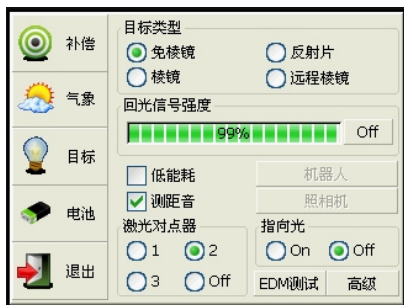 补偿
气象
目标
电池
退出
目标类型
免棱镜
反射片
棱镜
远程棱镜
回光信号强度
99%
Off
低能耗
机器人
测距音
照相机
激光对点器
1
2
3
Off
指向光
On
Off
EDM测试
高级